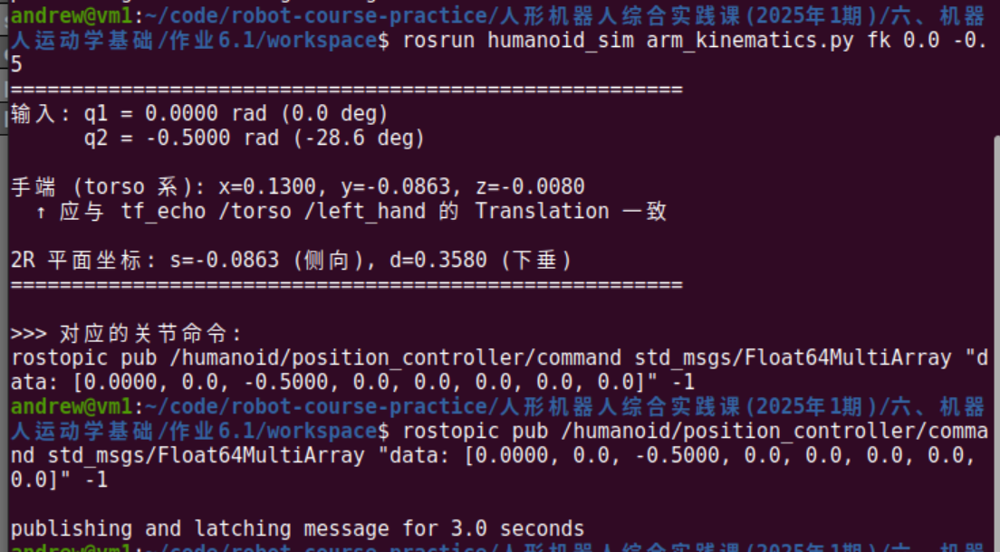 andrew@vm1:~/code/robot-course-practice/人形机器人综合实践课(2025年1期)/六、机器
人运动学基础/作业6.1/workspace$ rosrun humanoid_sim arm_kinematics.py fk 0.0 -0.
5
=======================================================
输入: q1 = 0.0000 rad (0.0 deg)
      q2 = -0.5000 rad (-28.6 deg)
手端 (torso 系): x=0.1300, y=-0.0863, z=-0.0080
  ↑ 应与 tf_echo /torso /left_hand 的 Translation 一致
2R 平面坐标: s=-0.0863 (侧向), d=0.3580 (下垂)
=======================================================
>>> 对应的关节命令:
rostopic pub /humanoid/position_controller/command std_msgs/Float64MultiArray "d
ata: [0.0000, 0.0, -0.5000, 0.0, 0.0, 0.0, 0.0, 0.0]" -1
andrew@vm1:~/code/robot-course-practice/人形机器人综合实践课(2025年1期)/六、机器
人运动学基础/作业6.1/workspace$ rostopic pub /humanoid/position_controller/comma
nd std_msgs/Float64MultiArray "data: [0.0000, 0.0, -0.5000, 0.0, 0.0, 0.0, 0.0,
0.0]" -1
publishing and latching message for 3.0 seconds
andrew@vm1:~/code/robot-course-practice/人形机器人综合实践课(2025年1期)/六、机器